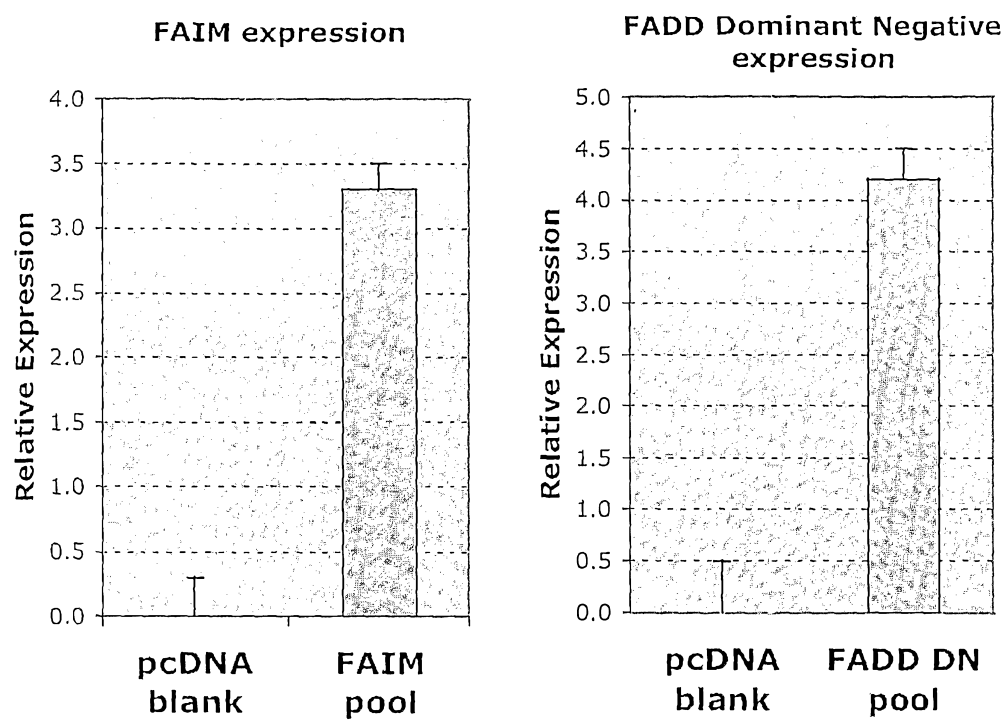 FAIM expression
4.0
3.5
3.0
2.5
2.0
1.5
1.0
0.5
0.0
Relative Expression
pcDNA
blank
FAIM
pool
FADD Dominant Negative
expression
5.0
4.5
4.0
3.5
3.0
2.5
2.0
1.5
1.0
0.5
0.0
Relative Expression
pcDNA
blank
FADD DN
pool